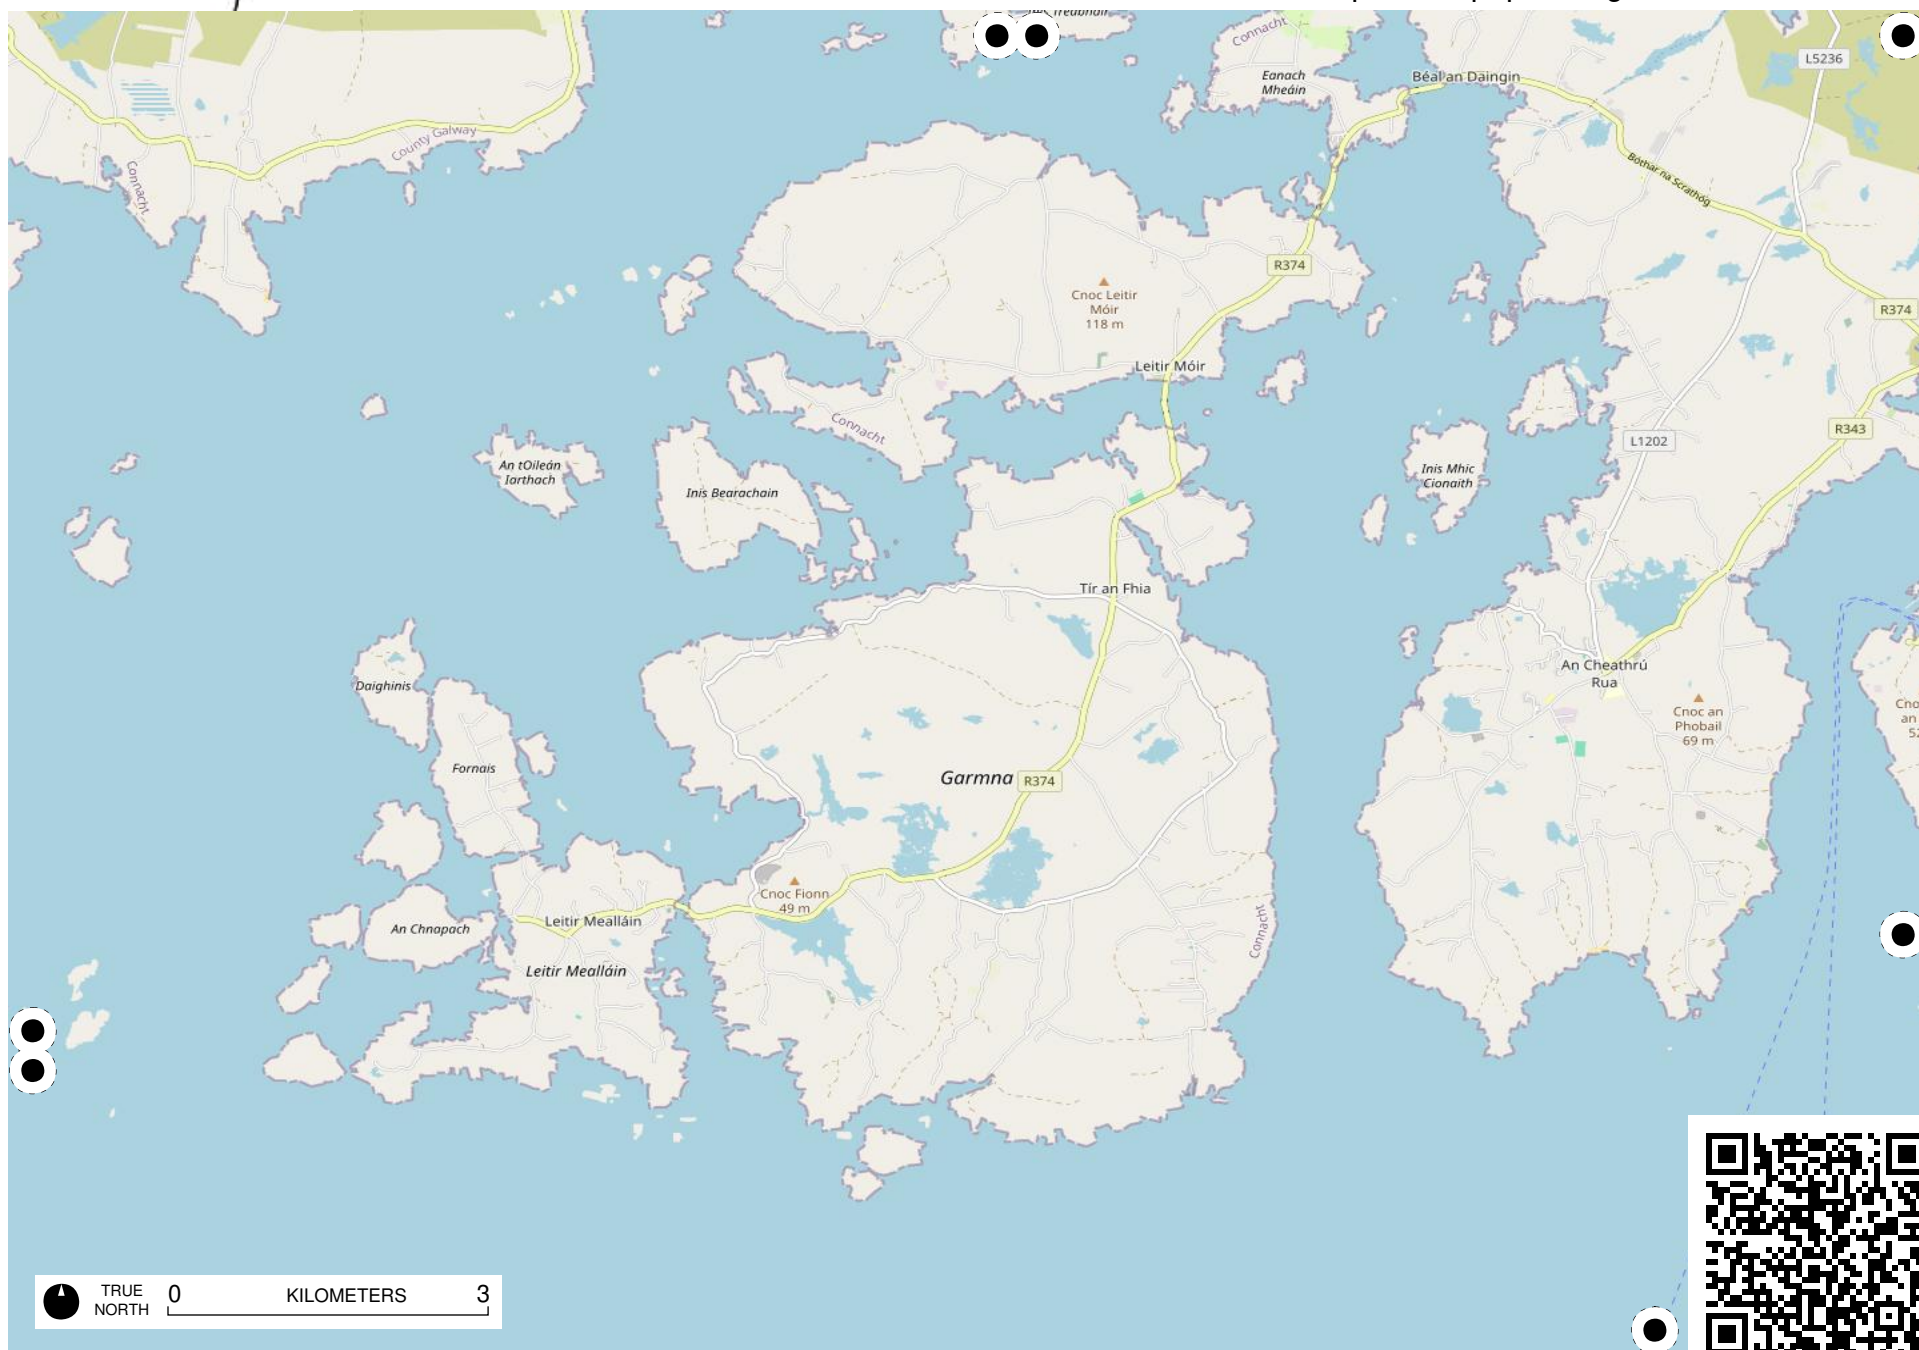 Connacht
L5236
Eanach
Mheáin
Béal an Daingin
County Galway
Connacht
Bóthar na Scrathóg
R374
Cnoc Leitir
Móir
118 m
R374
Leitir Móir
Connacht
R343
L1202
An tOileán
Iarthach
Inis Mhic
Cionaith
Inis Bearachain
Tír an Fhia
An Cheathrú
Rua
Daighinis
Cnoc an
Phobail
69 m
Fornais
Garmna
R374
Cnoc Fionn
49 m
An Chnapach
Leitir Mealláin
Connacht
Leitir Mealláin
TRUE
NORTH
0
KILOMETERS
3